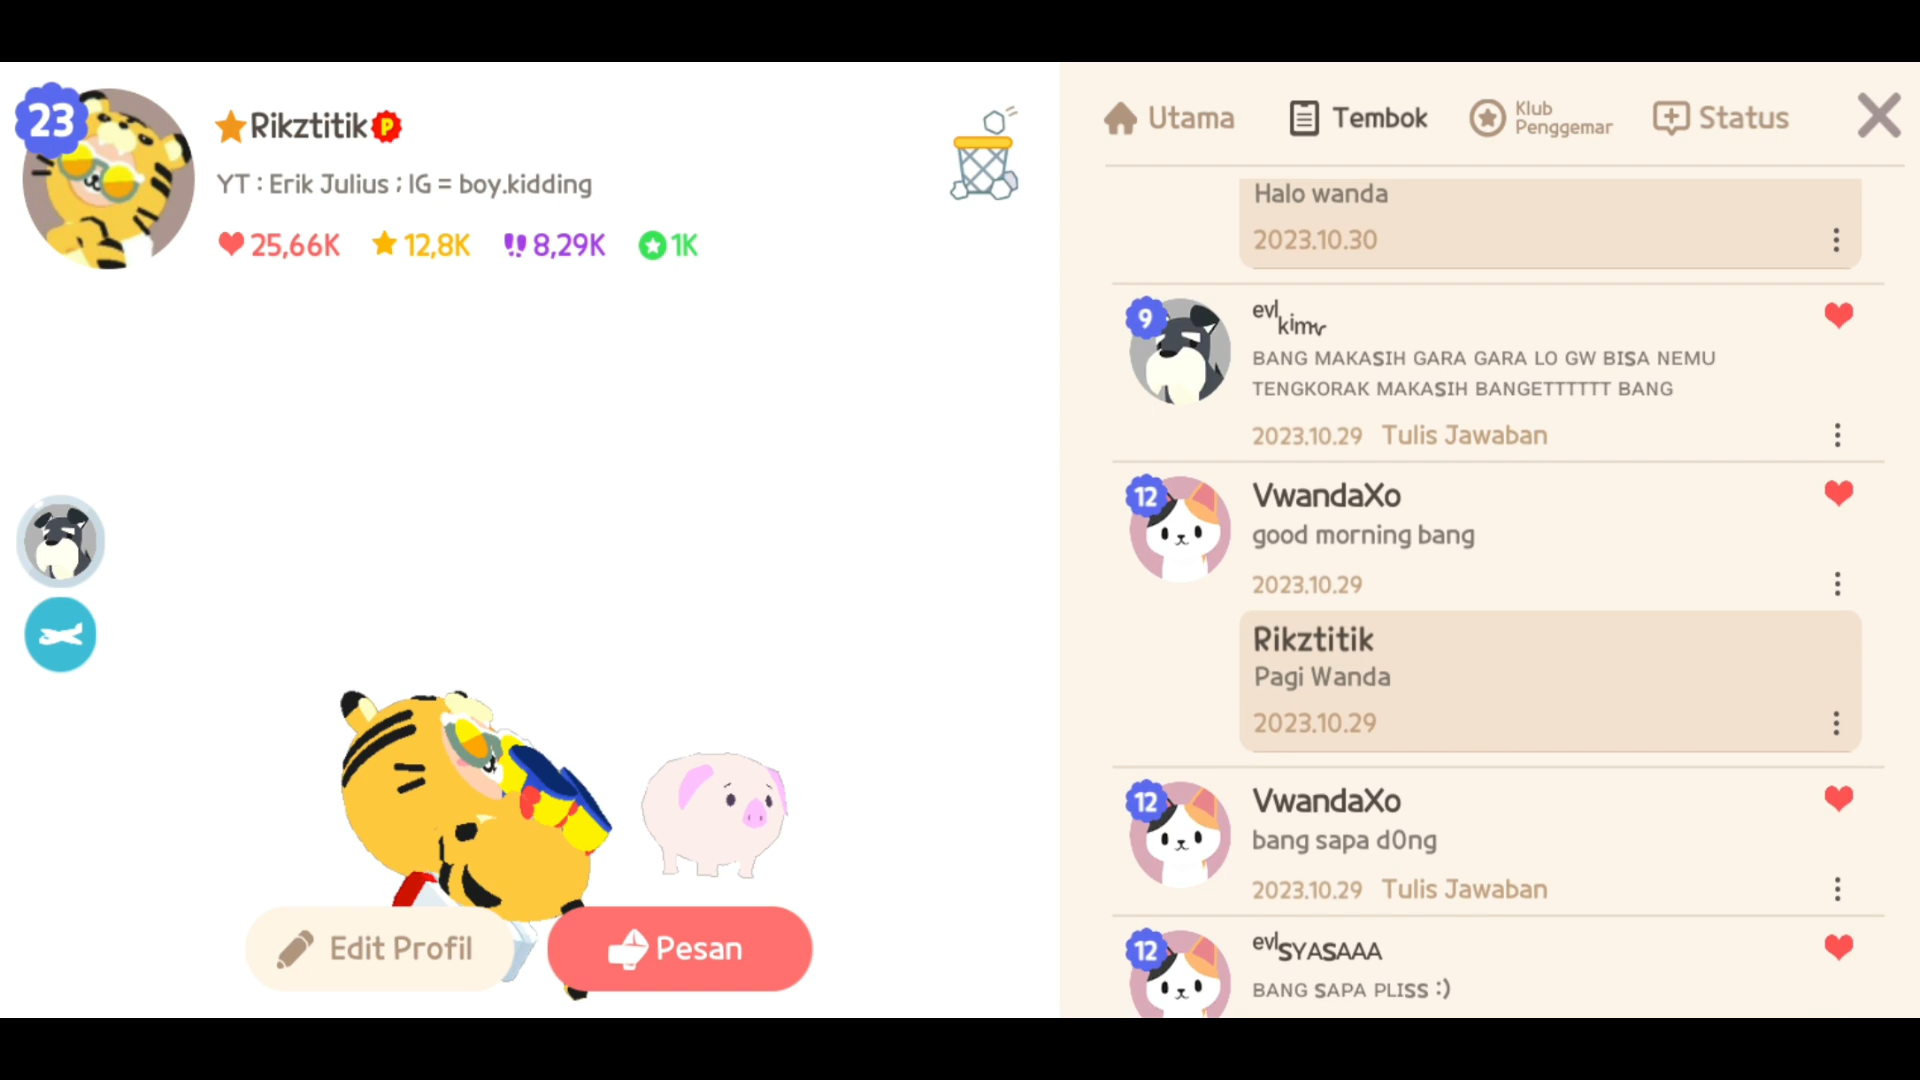 23
Rikztitik P
YT : Erik Julius ; IG = boy.kidding
25,66K 12,8K 8,29K 1K
Edit Profil
Pesan
Utama
Tembok
Klub
Penggemar
Status
Halo wanda
2023.10.30
9
evlkimr
BANG MAKASIH GARA GARA LO GW BISA NEMU
TENGKORAK MAKASIH BANGETTTTTT BANG
2023.10.29 Tulis Jawaban
12
VwandaXo
good morning bang
2023.10.29
Rikztitik
Pagi Wanda
2023.10.29
12
VwandaXo
bang sapa d0ng
2023.10.29 Tulis Jawaban
12
evlSYASAAA
BANG SAPA PLISS :)